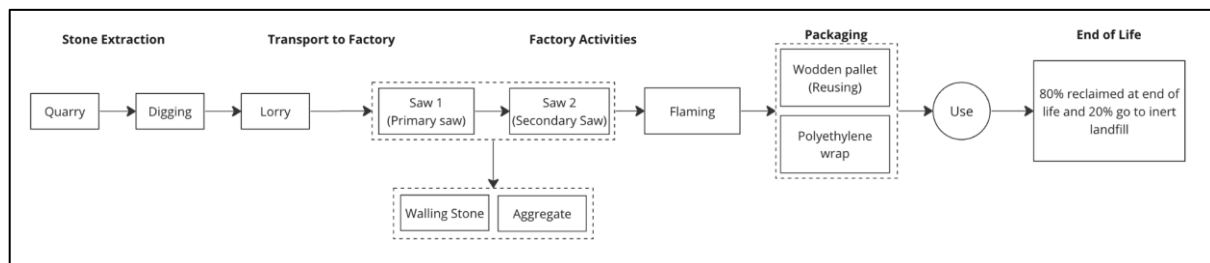 Stone Extraction
Transport to Factory
Factory Activities
Packaging
End of Life
Quarry
Digging
Lorry
Saw 1
(Primary saw)
Saw 2
(Secondary Saw)
Flaming
Wodden pallet
(Reusing)
Polyethylene
wrap
Use
80% reclaimed at end of
life and 20% go to inert
landfill
Walling Stone
Aggregate